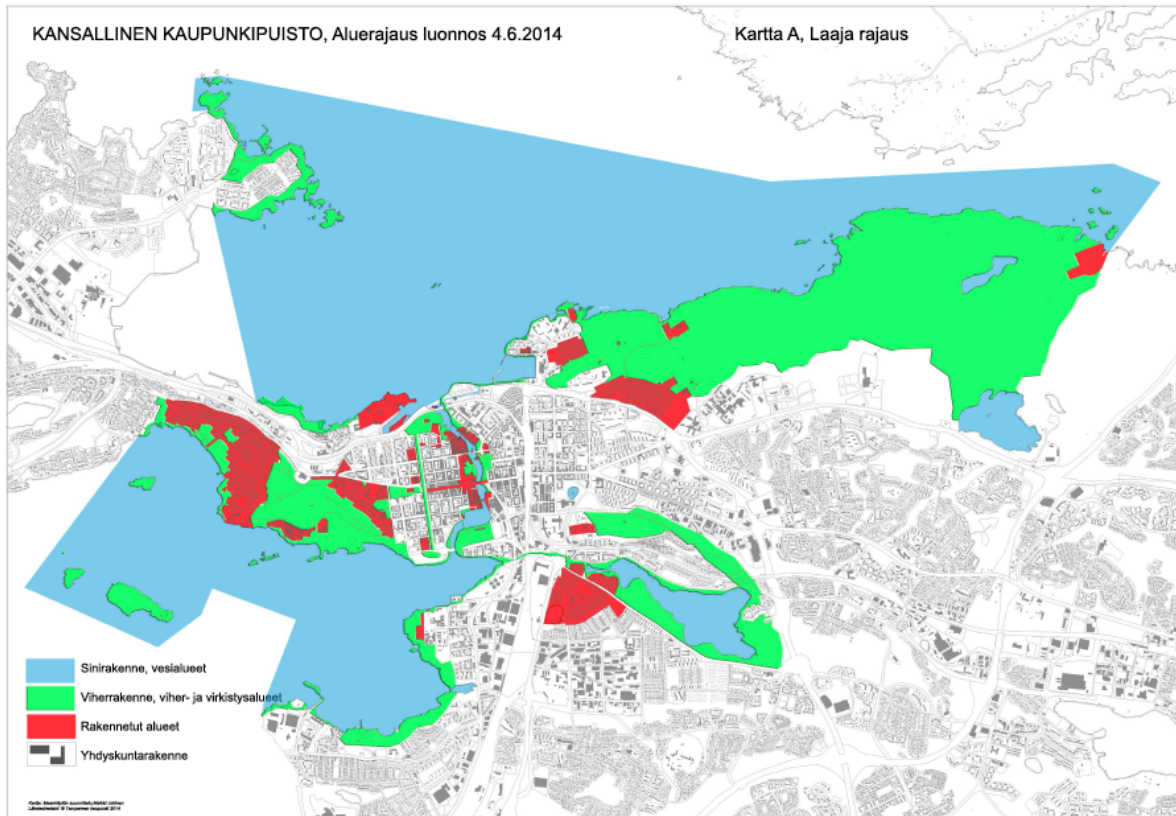 KANSALLINEN KAUPUNKIPUISTO, Aluerajaus luonnos 4.6.2014
Kartta A, Laaja rajaus
Sinirakenne, vesialueet
Viherrakenne, viher- ja virkistysalueet
Rakennetut alueet
Yhdyskuntarakenne